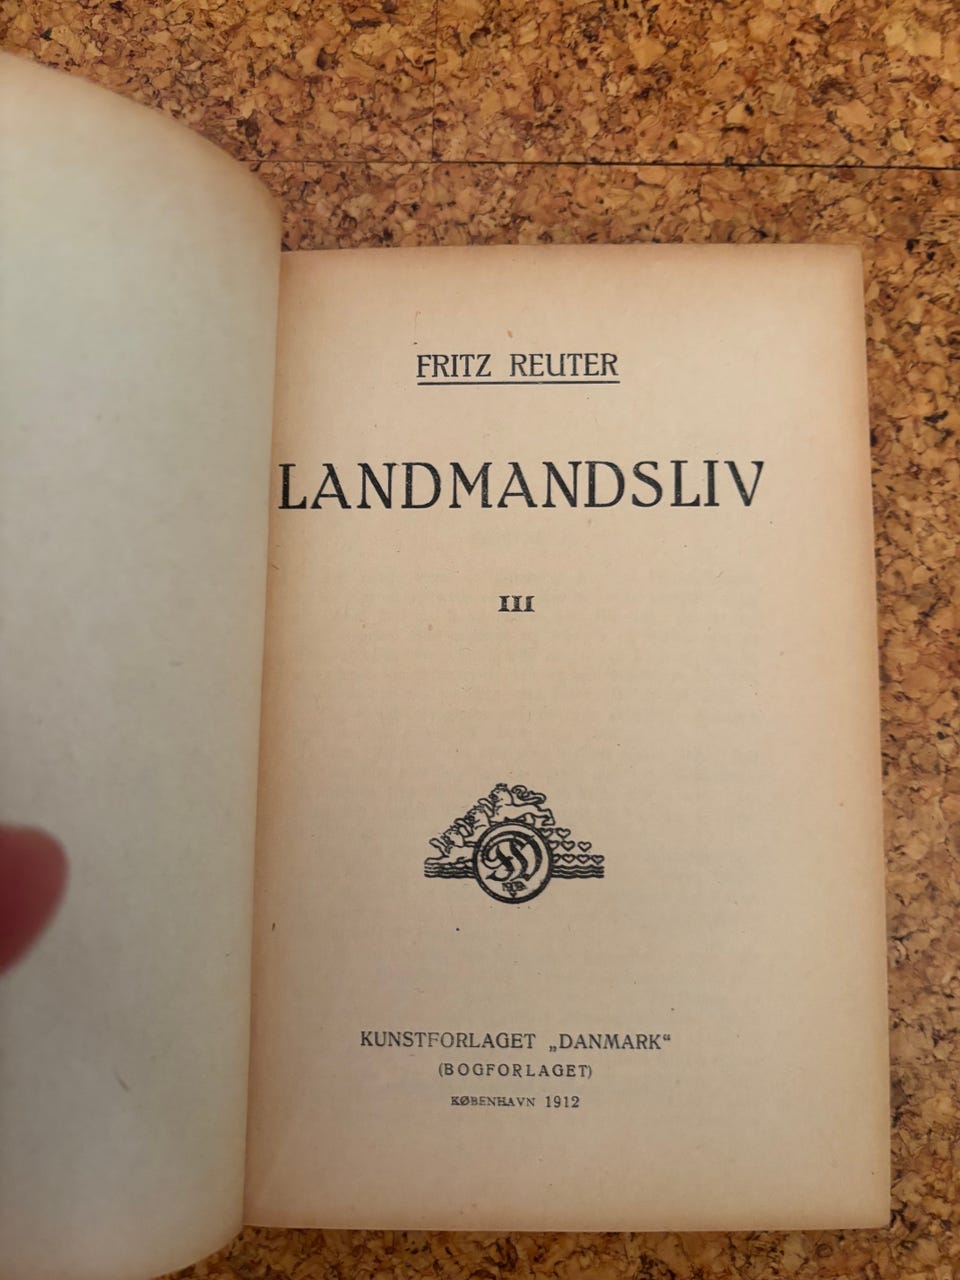 FRITZ REUTER
LANDMANDSLIV
III
KUNSTFORLAGET „DANMARK“
(BOGFORLAGET)
KØBENHAVN 1912